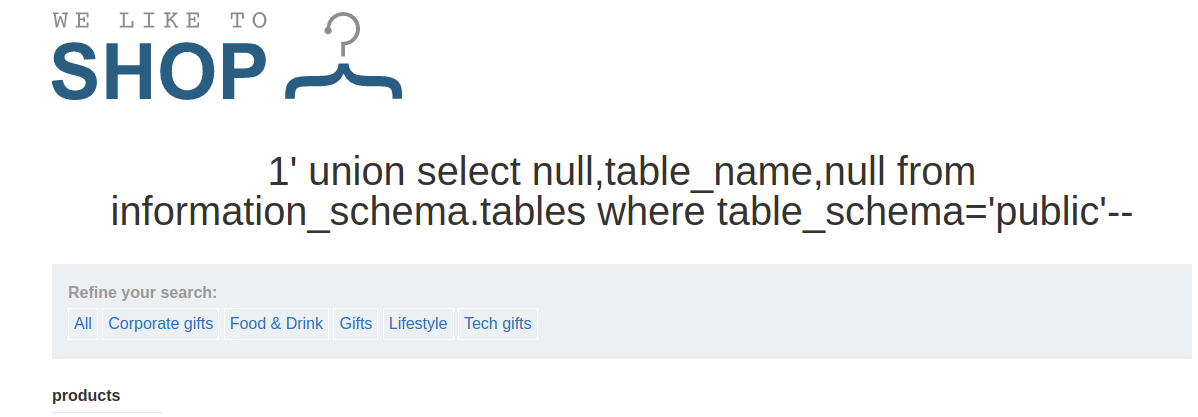 WE LIKE TO
SHOP
1' union select null,table_name,null from
information_schema.tables where table_schema='public'--
Refine your search:
All Corporate gifts Food & Drink Gifts Lifestyle Tech gifts
products